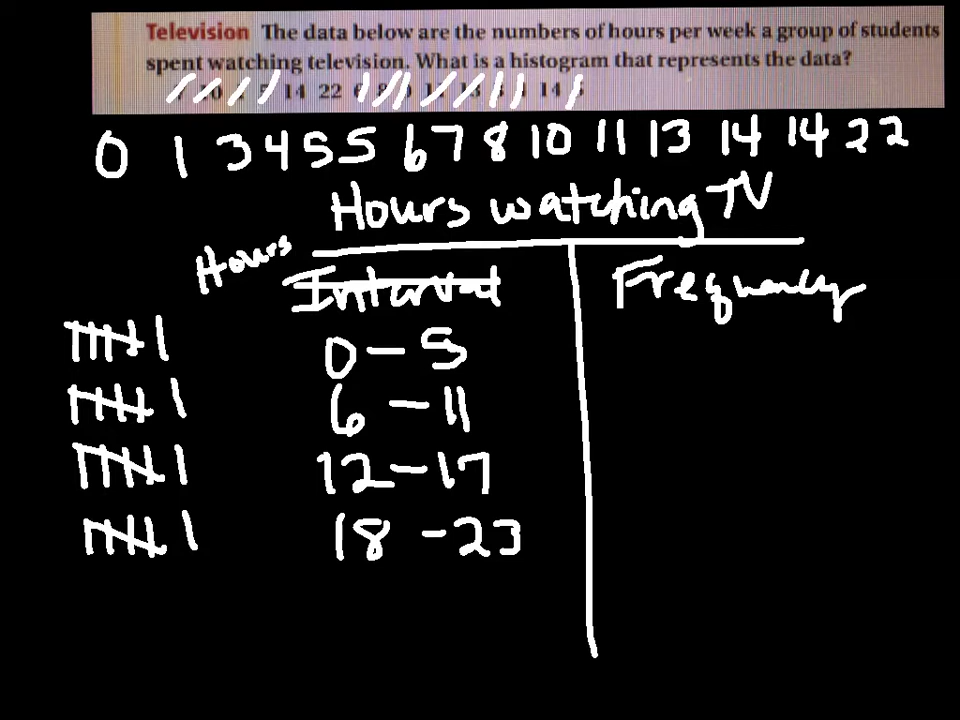 Television The data below are the numbers of hours per week a group of students
spent watching television. What is a histogram that represents the data?
14 22 14
0 1 3 4 5 5 6 7 8 10 11 13 14 14 22
Hours watching TV
Hours Interval Frequency
0 - 5
6 - 11
12 - 17
18 - 23